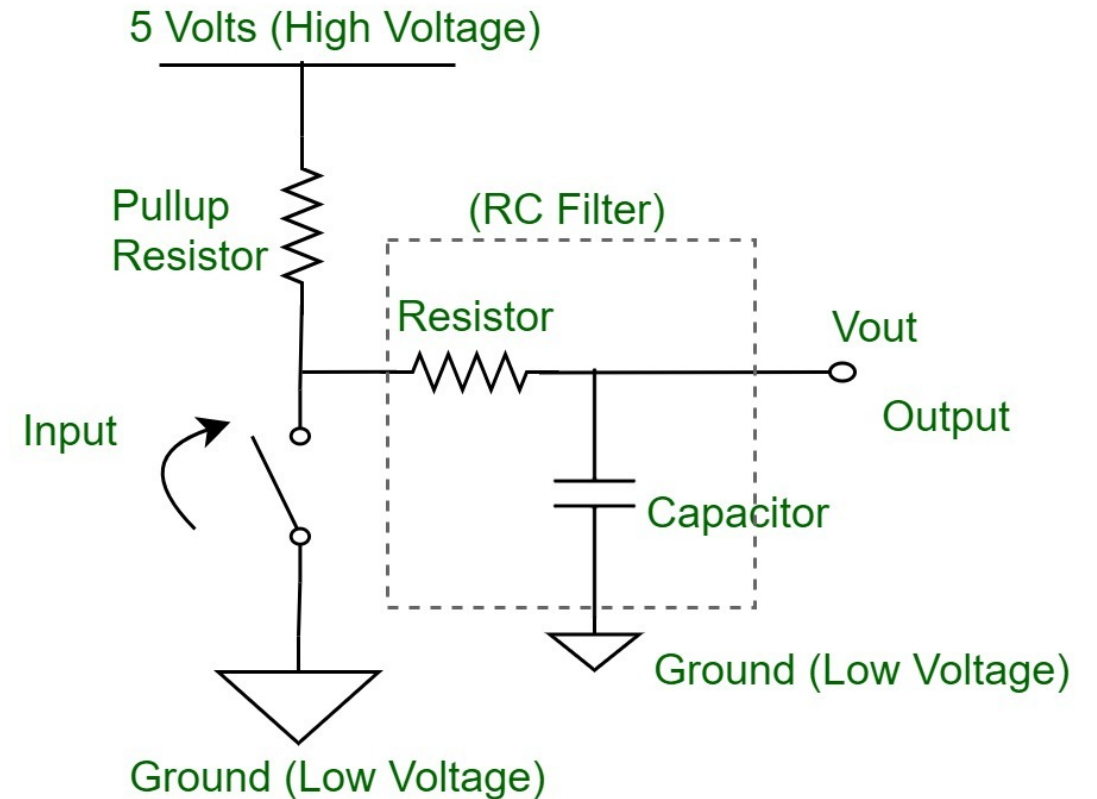 5 Volts (High Voltage)
Pullup
Resistor
(RC Filter)
Resistor
Vout
Output
Input
Capacitor
Ground (Low Voltage)
Ground (Low Voltage)